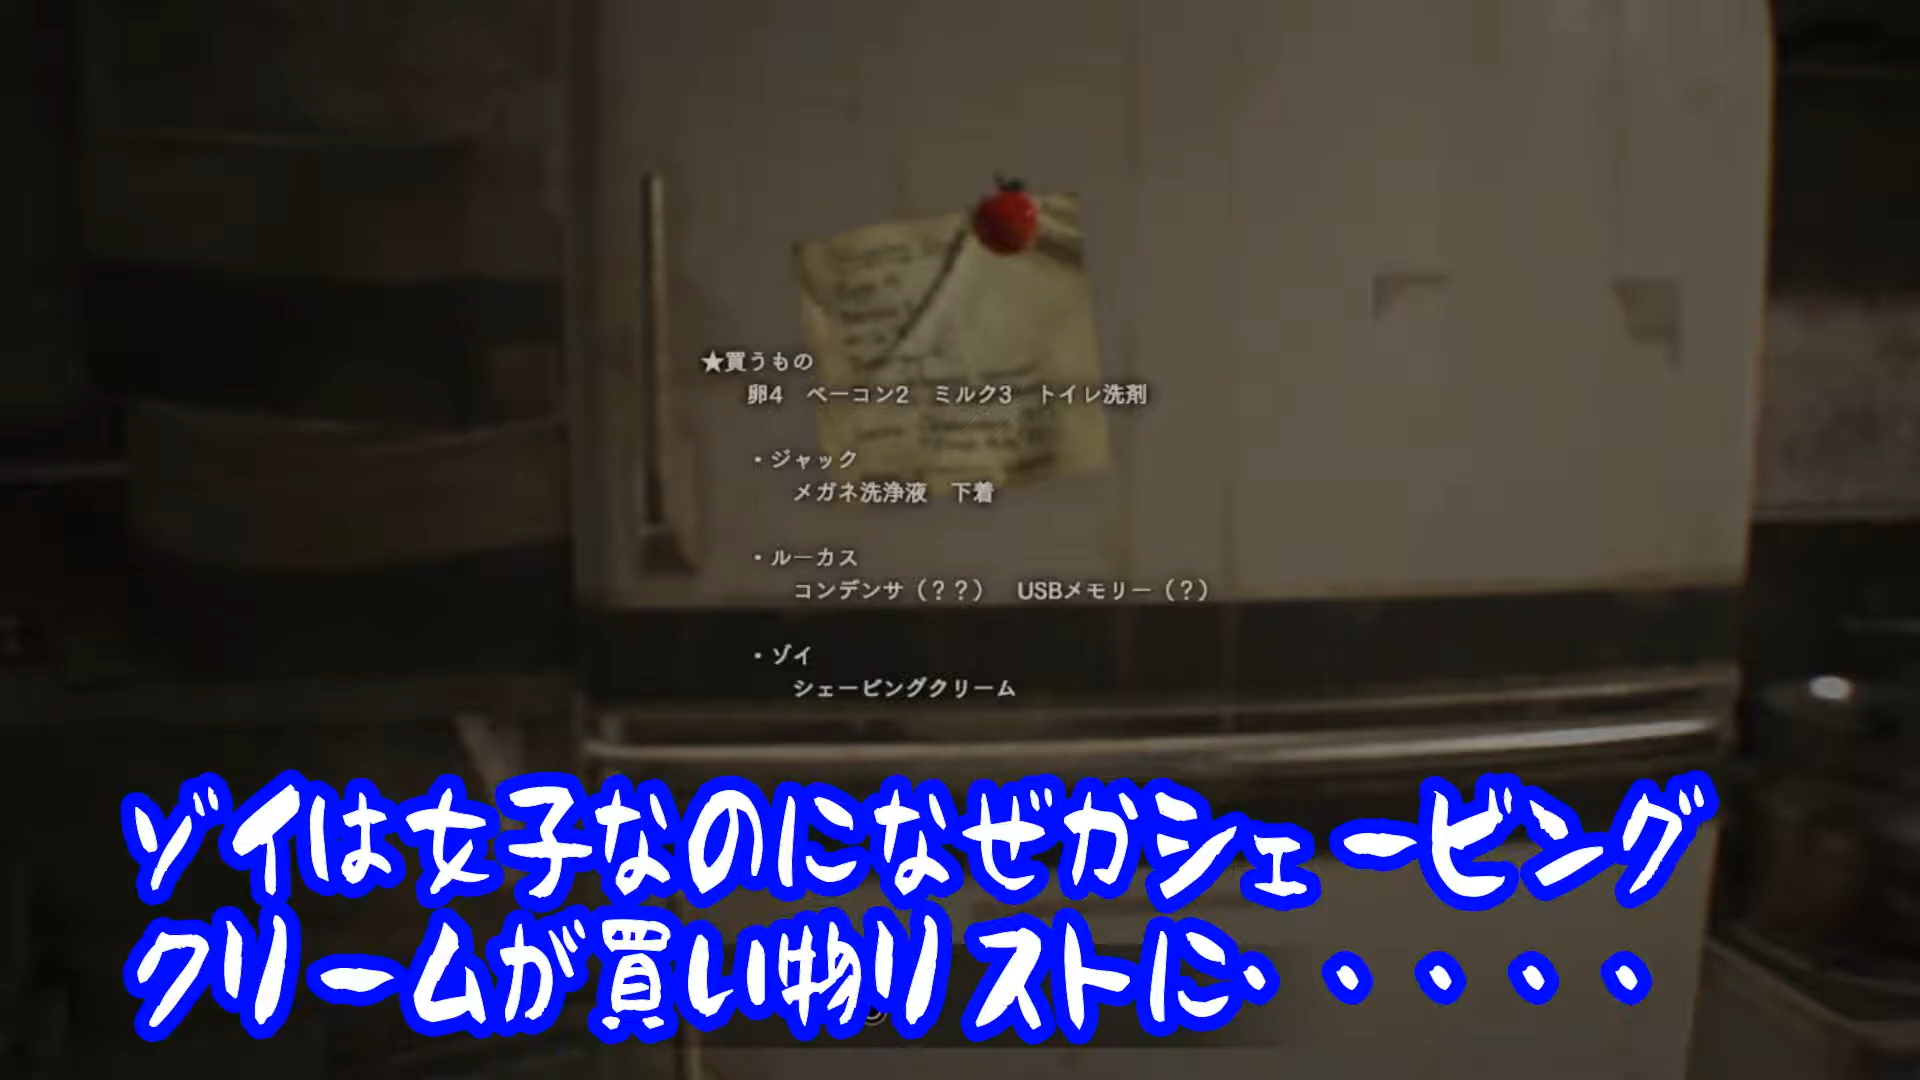 ★買うもの
卵4　ベーコン2　ミルク3　トイレ洗剤
・ジャック
メガネ洗浄液　下着
・ルーカス
コンデンサ（？？）　USBメモリー（？）
・ゾイ
シェービングクリーム
ゾイは女子なのになぜかシェービング
クリームが買い物リストに・・・・・